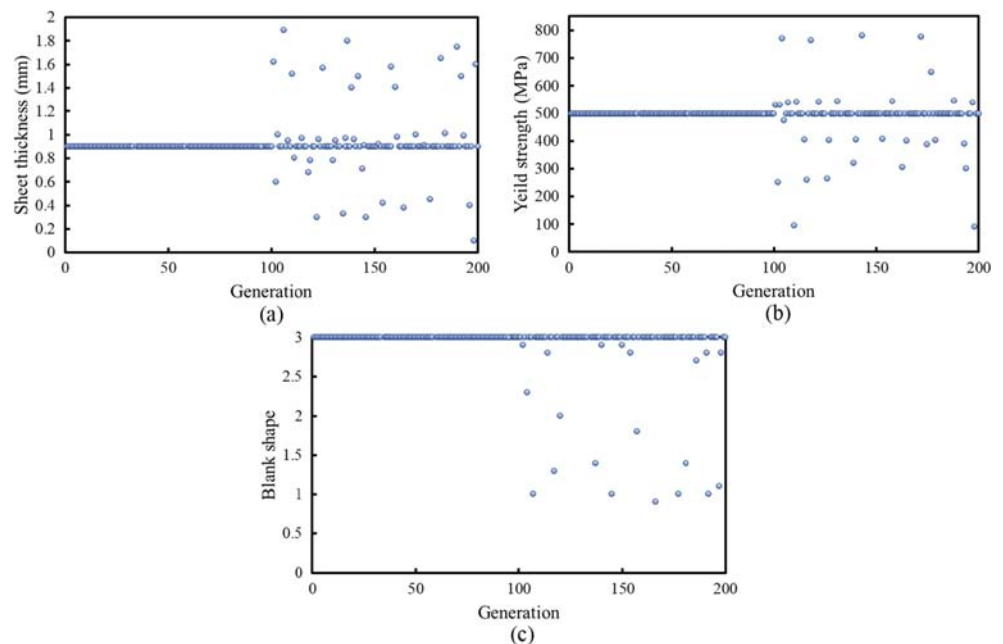 2
1.8
1.6
1.4
1.2
1
0.8
0.6
0.4
0.2
0
0 50 100 150 200
Sheet thickness (mm)
Generation
(a)
800
700
600
500
400
300
200
100
0
0 50 100 150 200
Yeild strength (MPa)
Generation
(b)
3
2.5
2
1.5
1
0.5
0
0 50 100 150 200
Blank shape
Generation
(c)